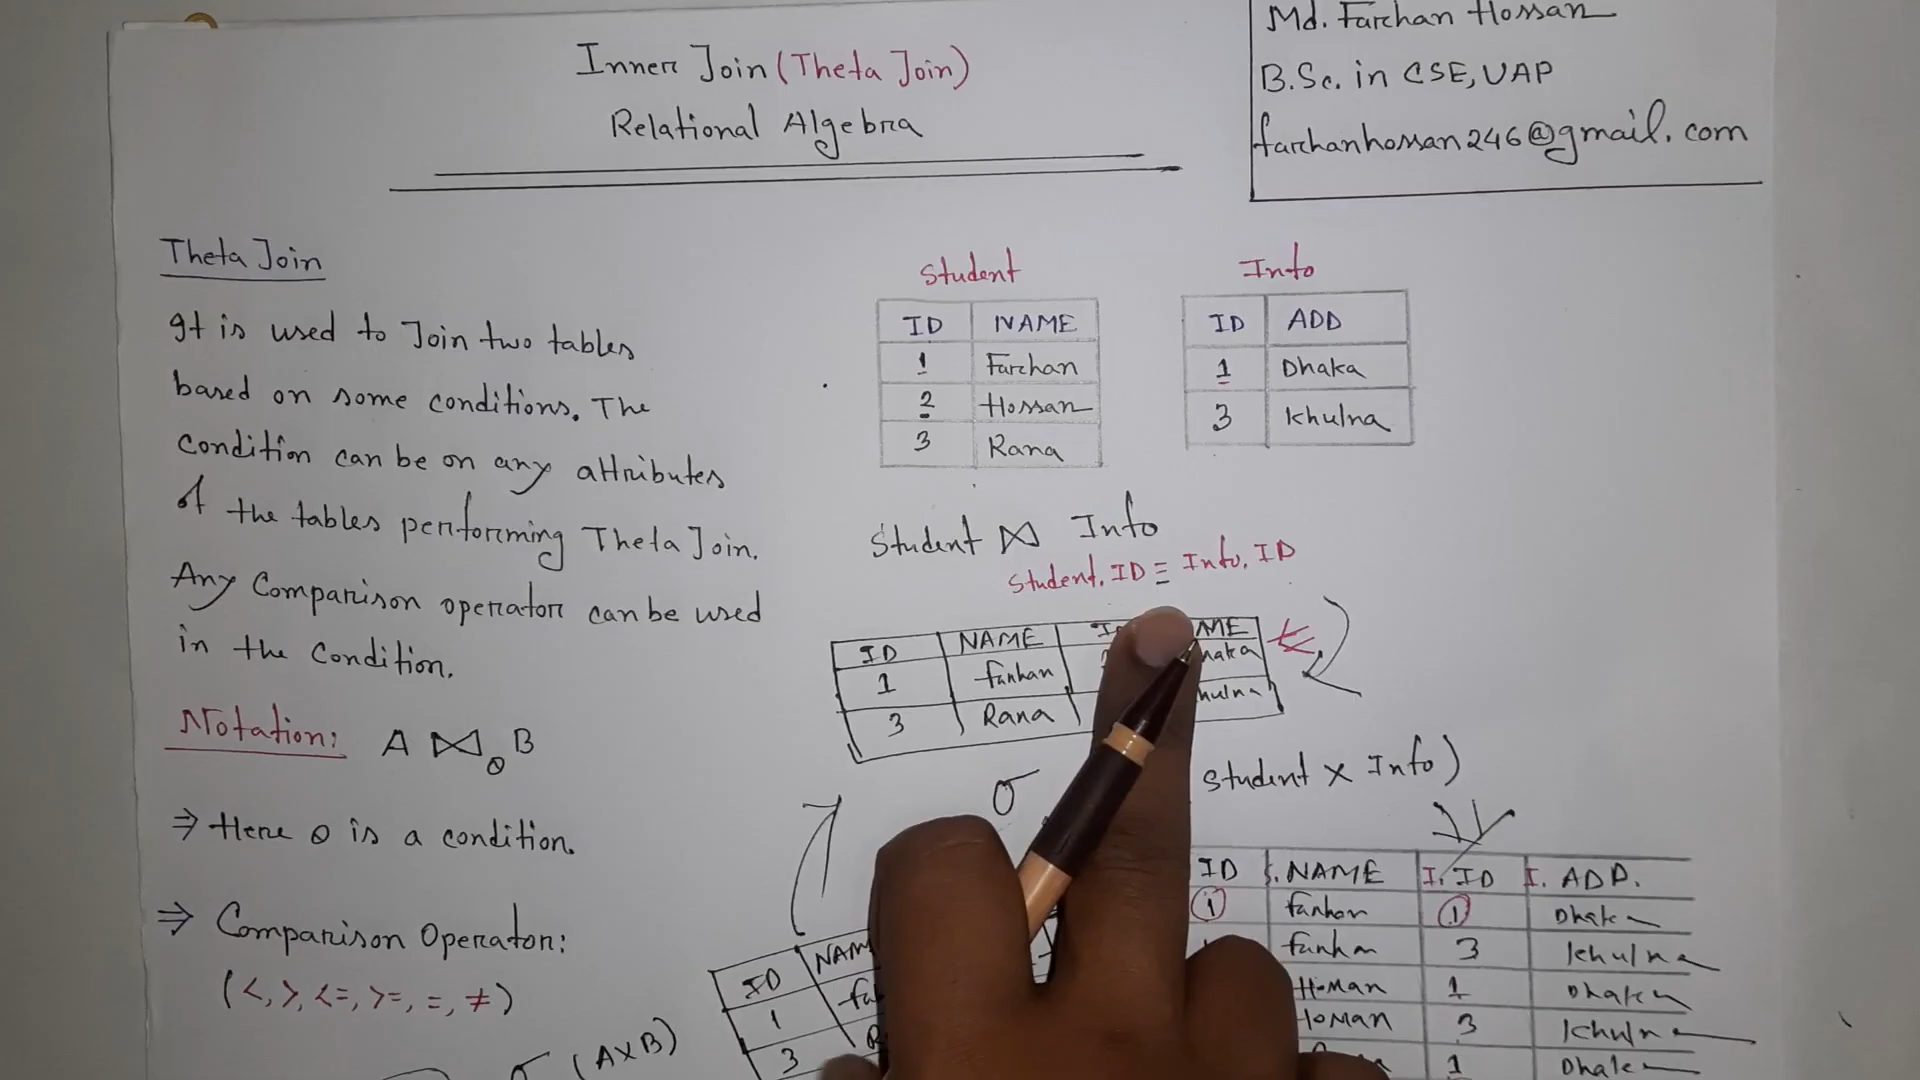 Inner Join (Theta Join)
Relational Algebra
Md. Farhan Hossan
B.Sc. in CSE, UAP
farhanhossan246@gmail.com
Theta Join
It is used to Join two tables
based on some conditions. The
Condition can be on any attributes
of the tables performing Theta Join.
Any Comparison operator can be used
in the Condition.
Notation: A ⋈θ B
⇒ Here θ is a condition.
⇒ Comparison Operator:
(<, >, <=, >=, =, ≠)
σ (A×B)
Student
ID NAME
1 Farhan
2 Hossan
3 Rana
Info
ID ADD
1 Dhaka
3 Khulna
Student ⋈ Info
Student.ID = Info.ID
ID NAME
1 Farhan
3 Rana
σ
Student × Info)
ID NAME
1
3
ID S.NAME I.ID I.ADD.
1 Farhan 1 Dhaka
Farhan 3 Khulna
Hossan 1 Dhaka
Hossan 3 Khulna
1 Dhaka